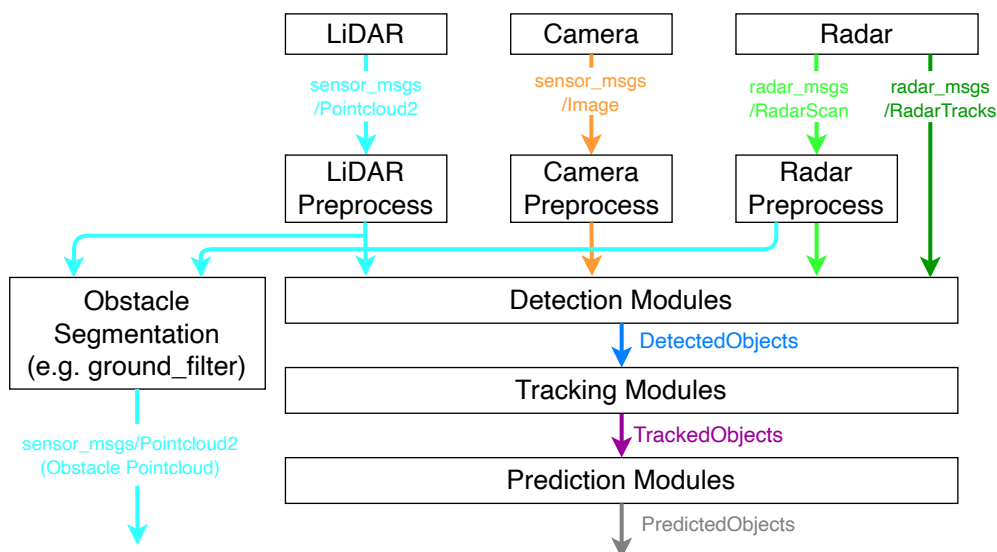 LiDAR
Camera
Radar
sensor_msgs
/Pointcloud2
sensor_msgs
/Image
radar_msgs
/RadarScan
radar_msgs
/RadarTracks
LiDAR
Preprocess
Camera
Preprocess
Radar
Preprocess
Obstacle
Segmentation
(e.g. ground_filter)
Detection Modules
DetectedObjects
Tracking Modules
TrackedObjects
sensor_msgs/Pointcloud2
(Obstacle Pointcloud)
Prediction Modules
PredictedObjects